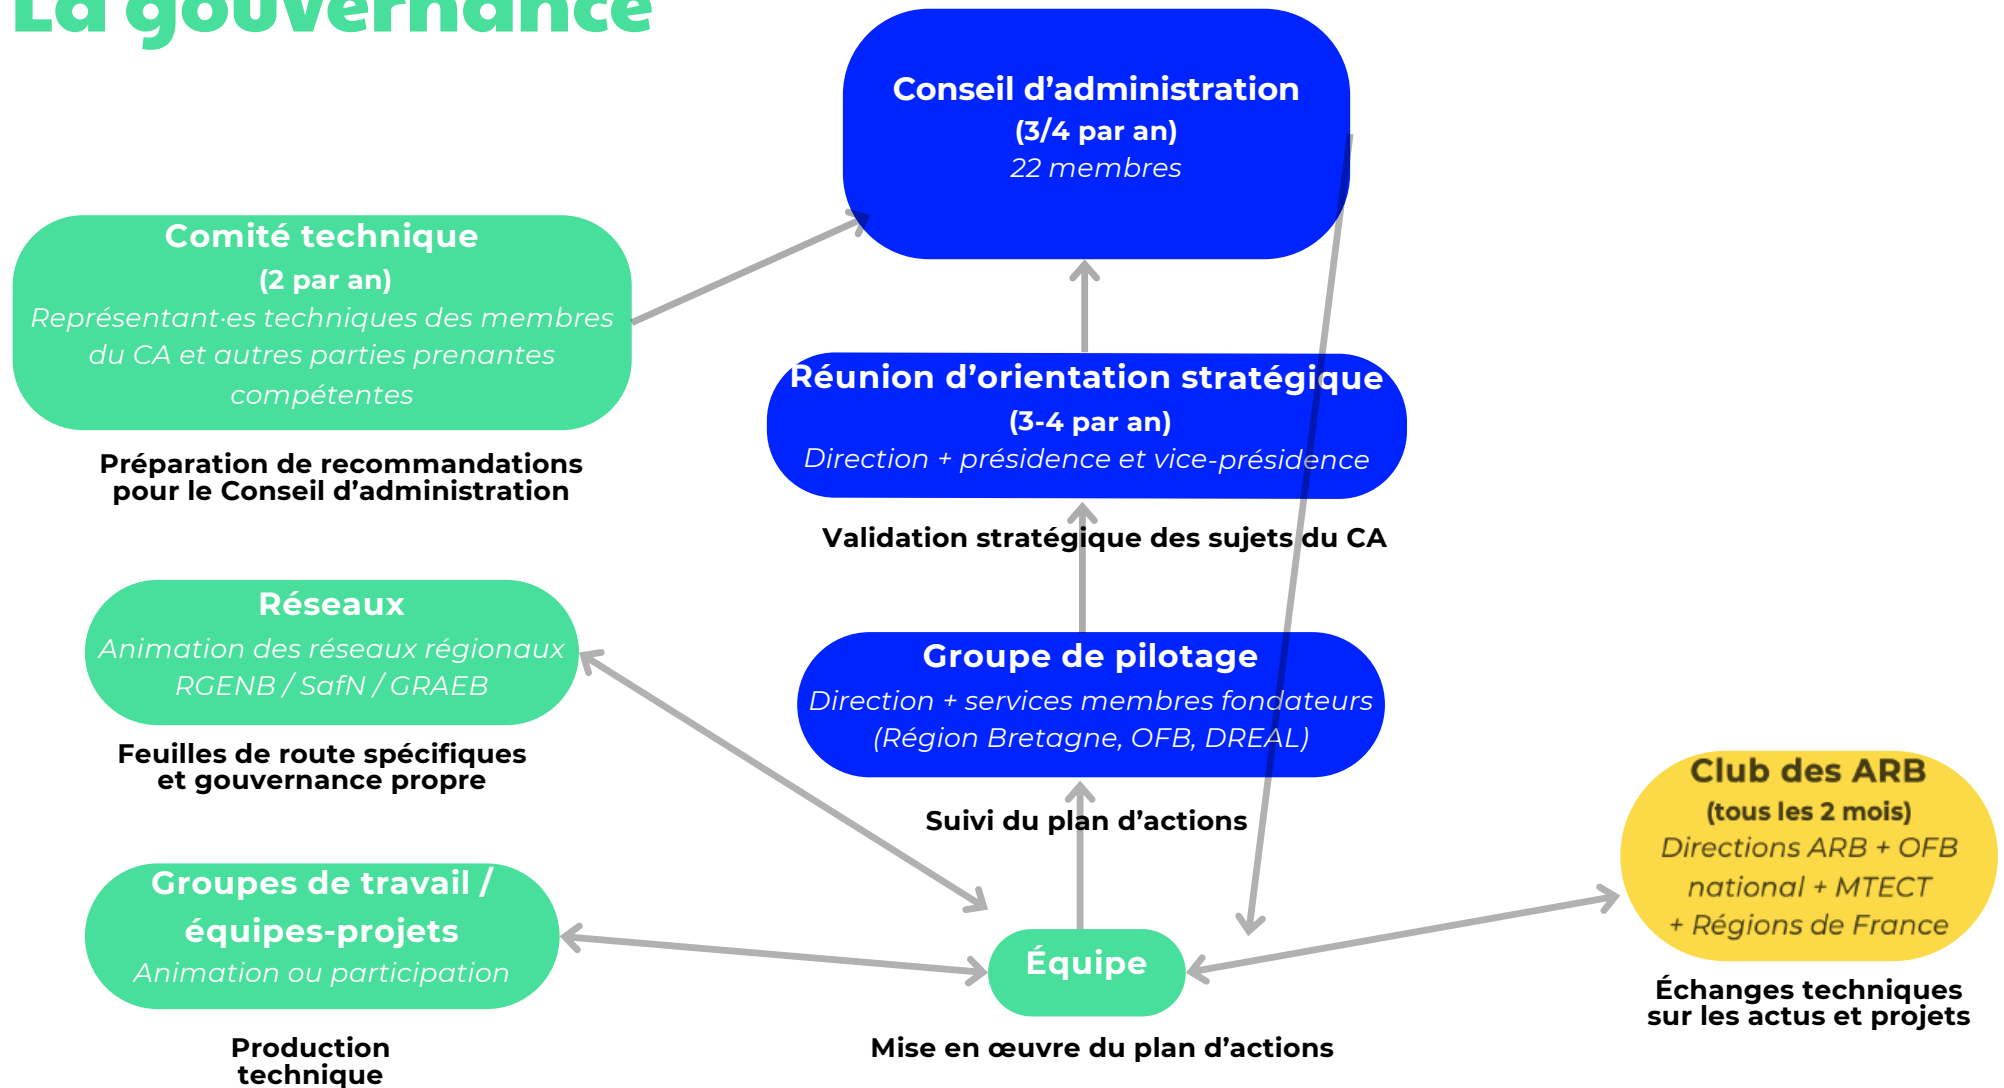 La gouvernance
Conseil d’administration
(3/4 par an)
22 membres
Comité technique
(2 par an)
Représentant·es techniques des membres
du CA et autres parties prenantes
compétentes
Préparation de recommandations
pour le Conseil d’administration
Réunion d’orientation stratégique
(3-4 par an)
Direction + présidence et vice-présidence
Validation stratégique des sujets du CA
Réseaux
Animation des réseaux régionaux
RGENB / SafN / GRAEB
Feuilles de route spécifiques
et gouvernance propre
Groupe de pilotage
Direction + services membres fondateurs
(Région Bretagne, OFB, DREAL)
Suivi du plan d’actions
Club des ARB
(tous les 2 mois)
Directions ARB + OFB
national + MTECT
+ Régions de France
Échanges techniques
sur les actus et projets
Groupes de travail /
équipes-projets
Animation ou participation
Production
technique
Équipe
Mise en œuvre du plan d’actions